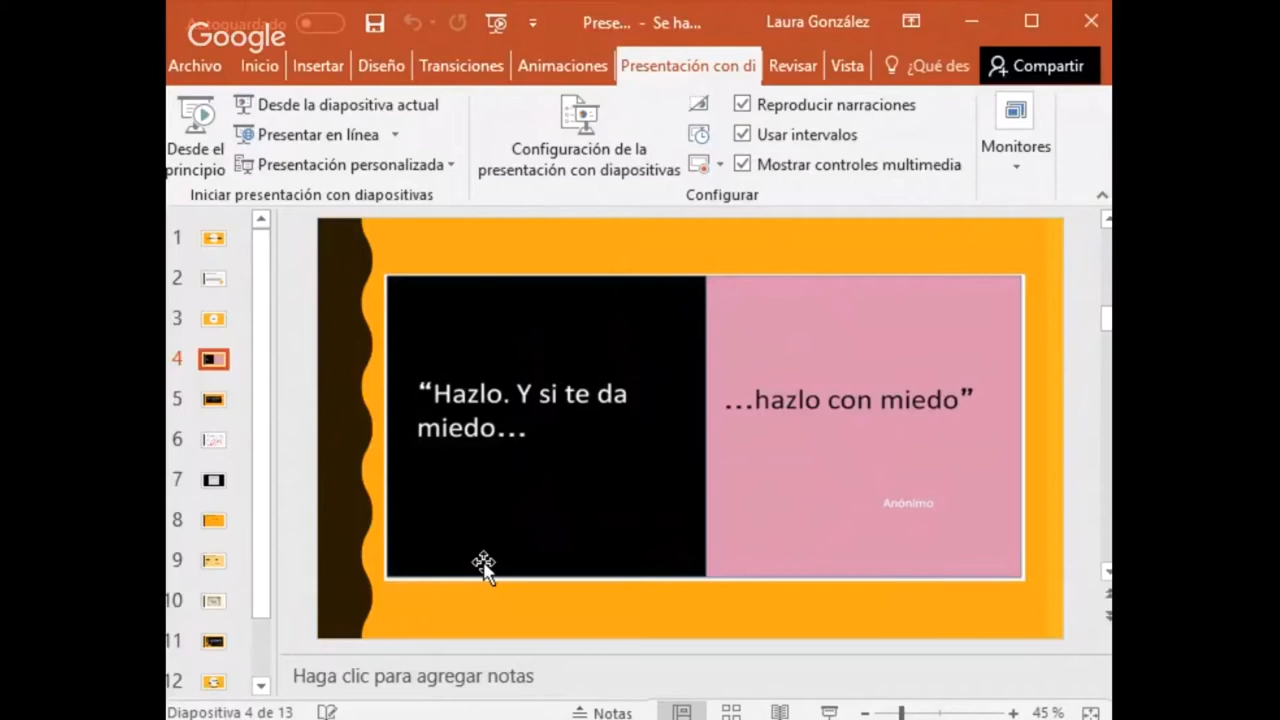 Autoguardado
Google
Prese... - Se ha...
Laura González
Archivo
Inicio
Insertar
Diseño
Transiciones
Animaciones
Presentación con di
Revisar
Vista
¿Qué des
Compartir
Desde el
principio
Desde la diapositiva actual
Presentar en línea
Presentación personalizada
Iniciar presentación con diapositivas
Configuración de la
presentación con diapositivas
Reproducir narraciones
Usar intervalos
Mostrar controles multimedia
Configurar
Monitores
1
2
3
4
5
6
7
8
9
10
11
12
“Hazlo. Y si te da
miedo...
...hazlo con miedo”
Anónimo
Haga clic para agregar notas
Diapositiva 4 de 13
Notas
45 %